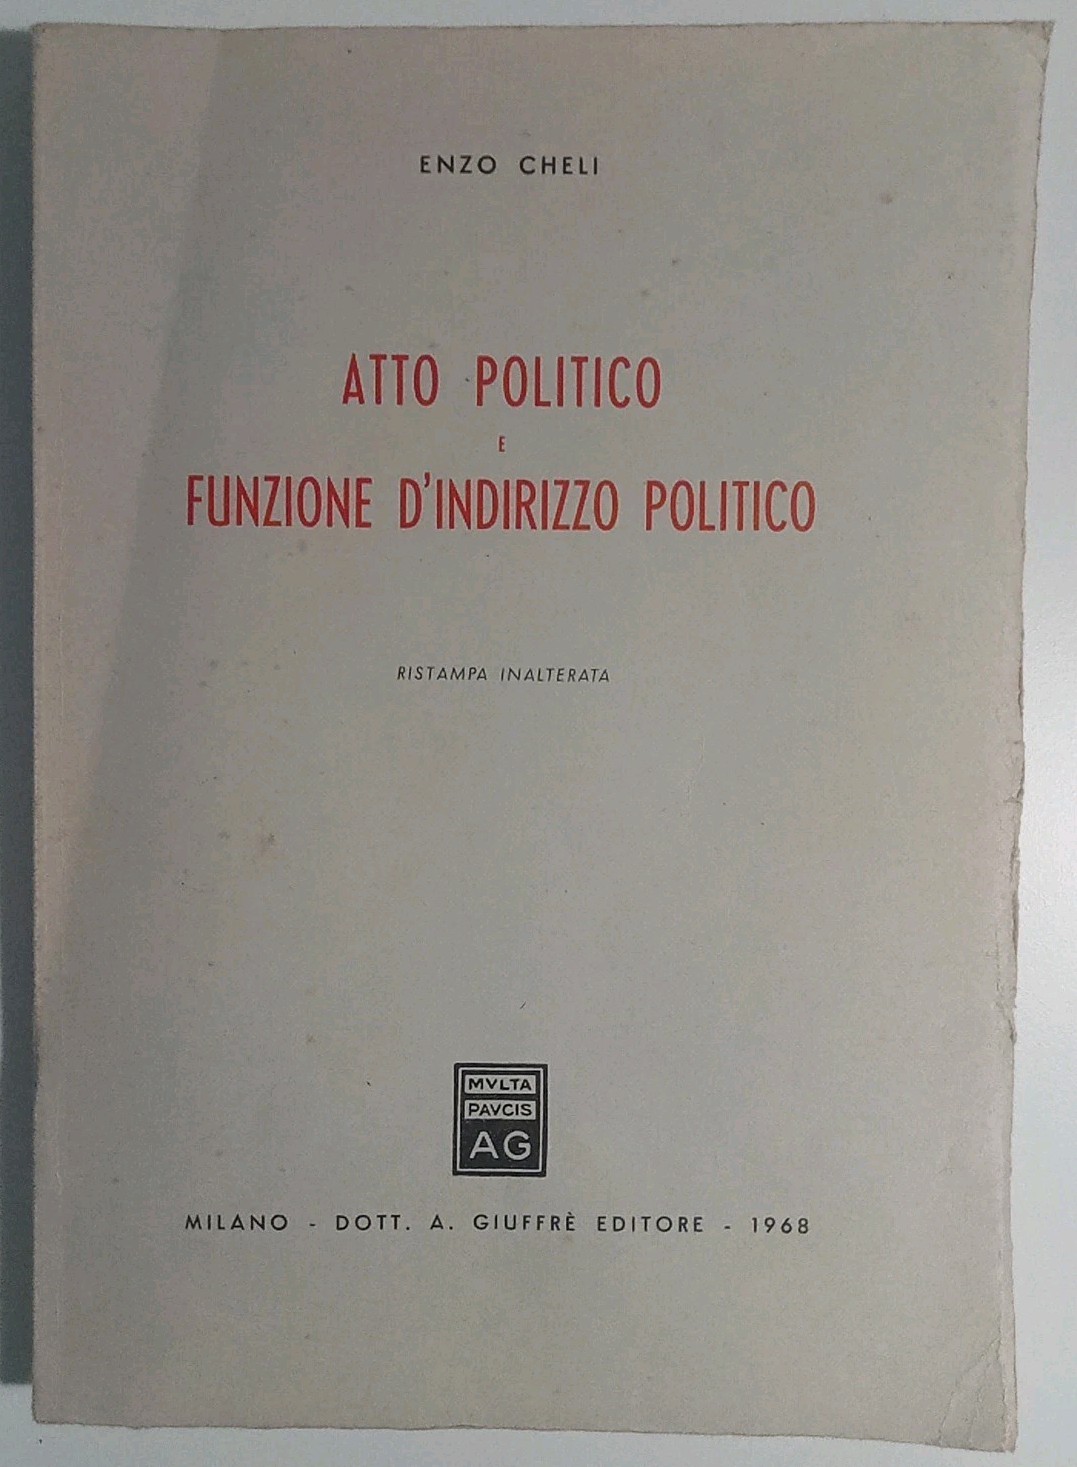 ENZO CHELI
ATTO POLITICO
E
FUNZIONE D'INDIRIZZO POLITICO
RISTAMPA INALTERATA
MVLTA
PAVCIS
AG
MILANO - DOTT. A. GIUFFRÈ EDITORE - 1968